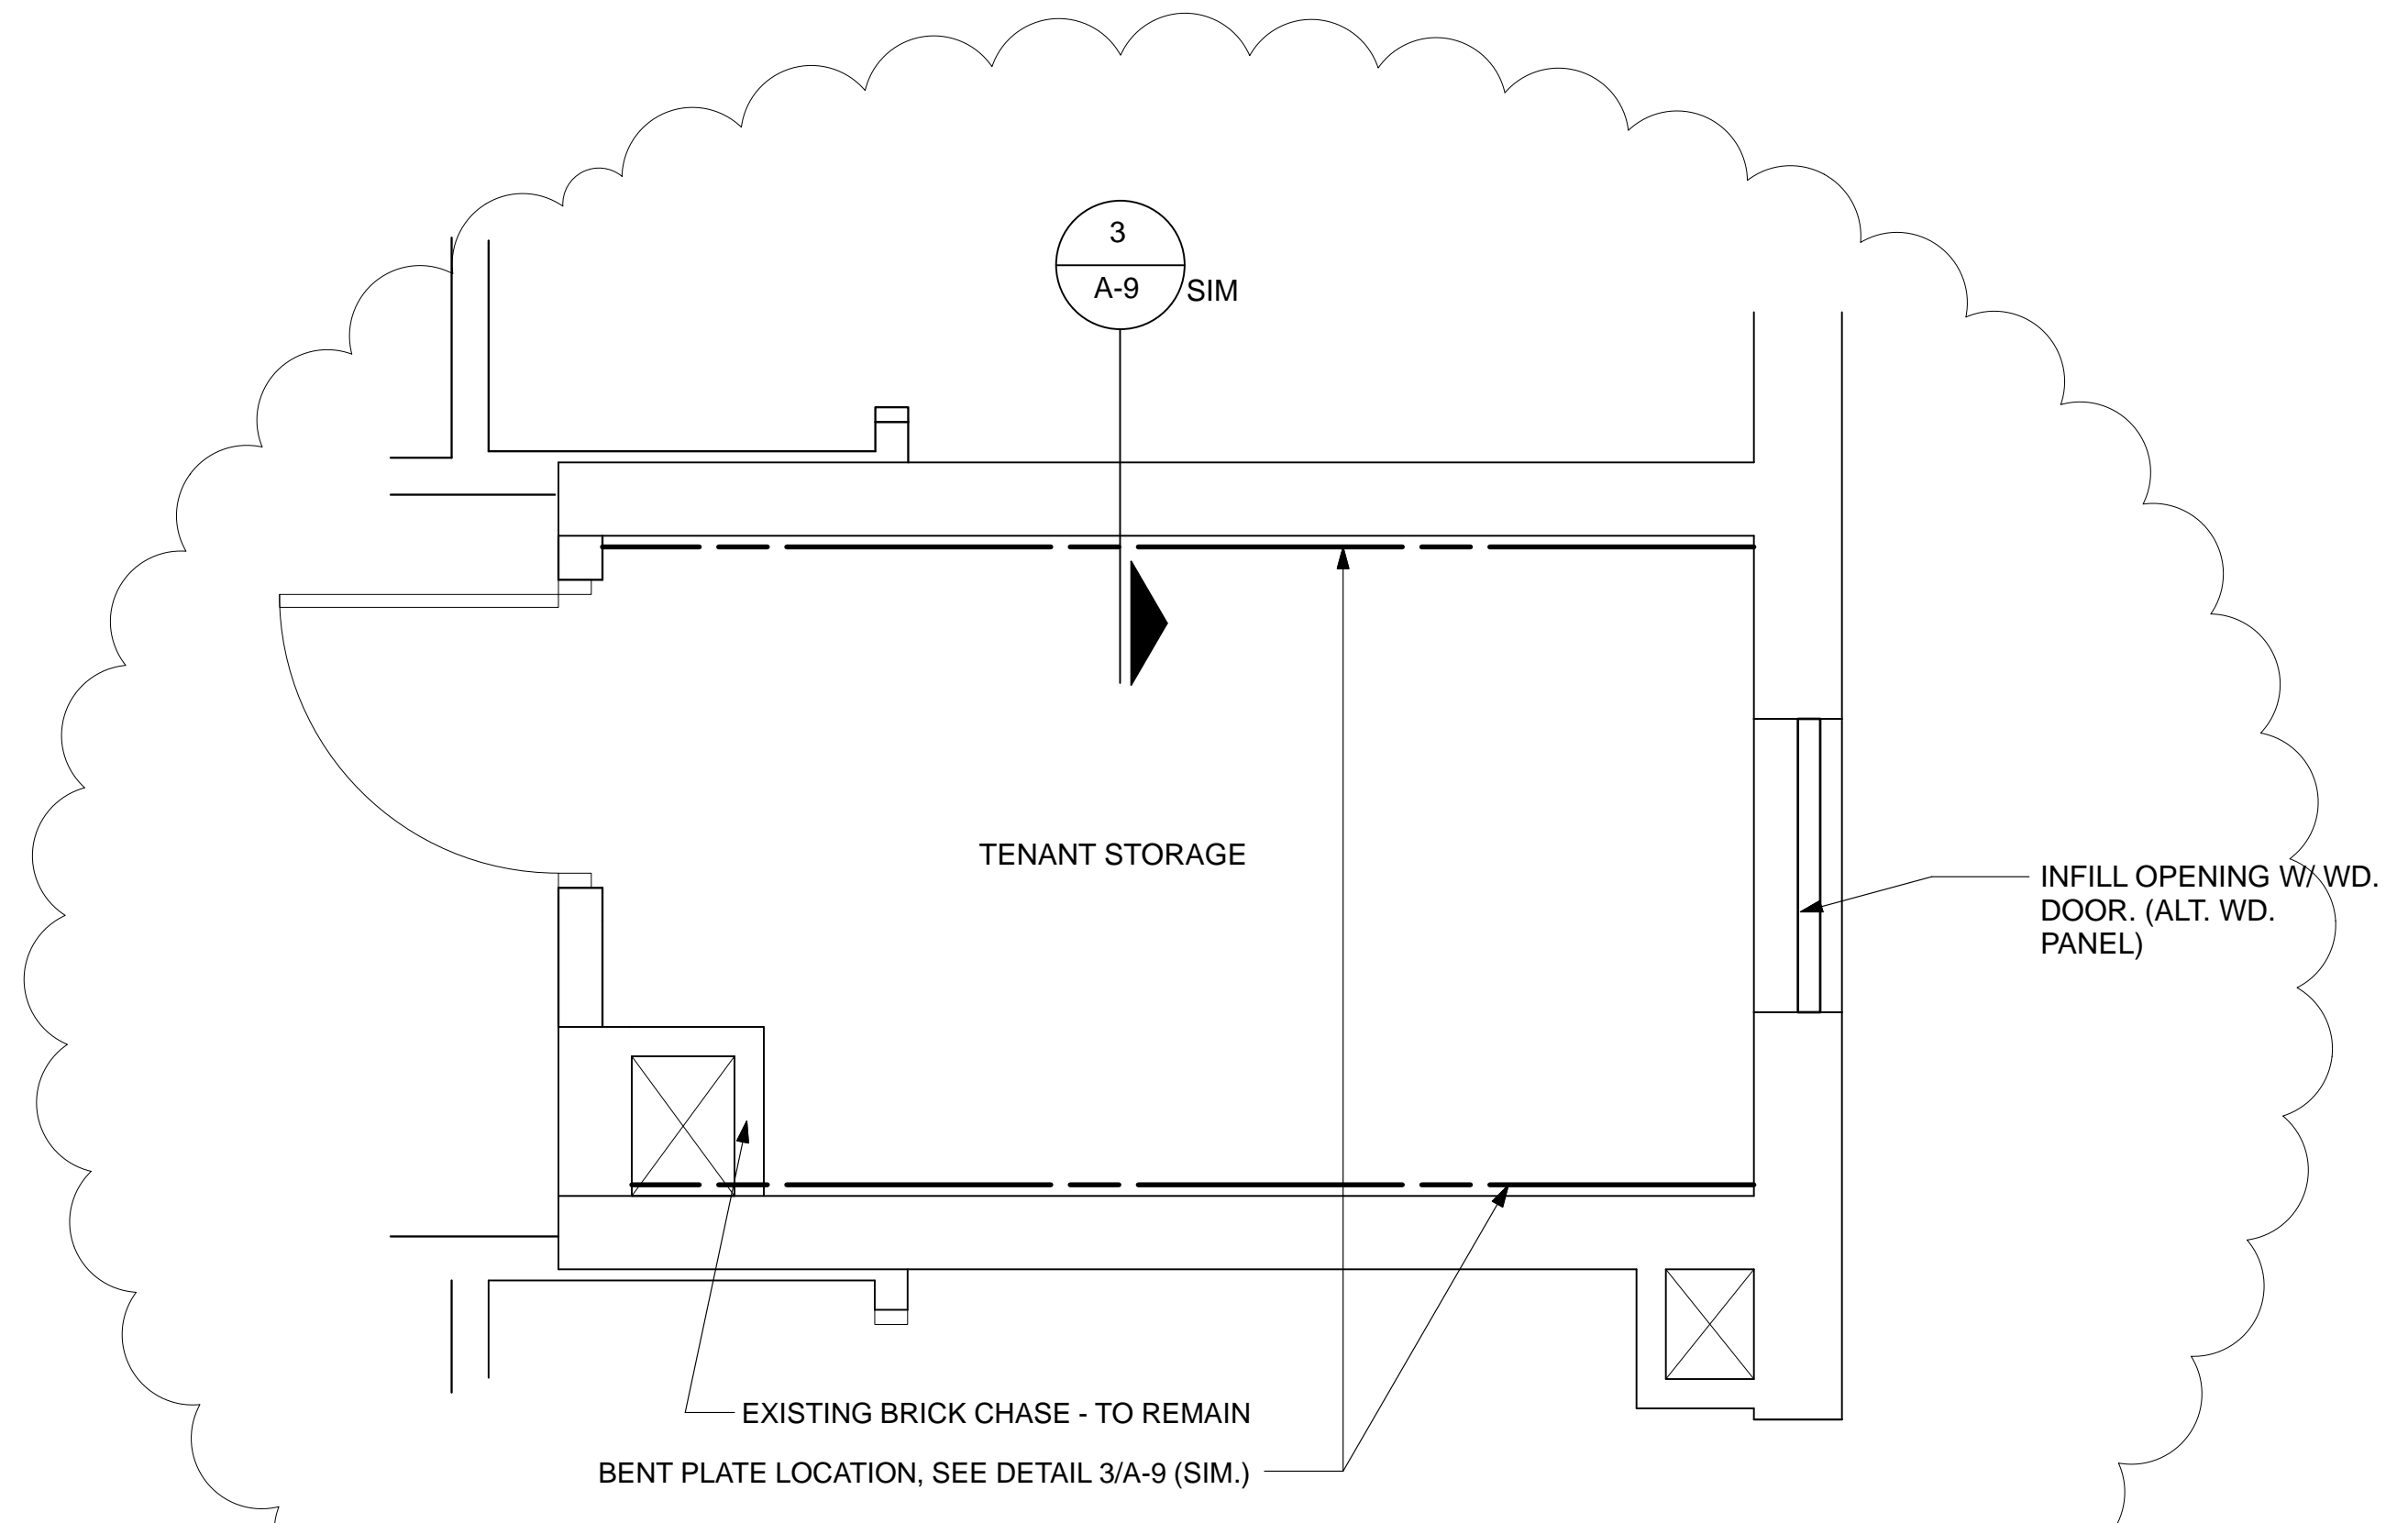 3
A-9
SIM
TENANT STORAGE
INFILL OPENING W/ WD.
DOOR. (ALT. WD.
PANEL)
EXISTING BRICK CHASE - TO REMAIN
BENT PLATE LOCATION, SEE DETAIL 3/A-9 (SIM.)